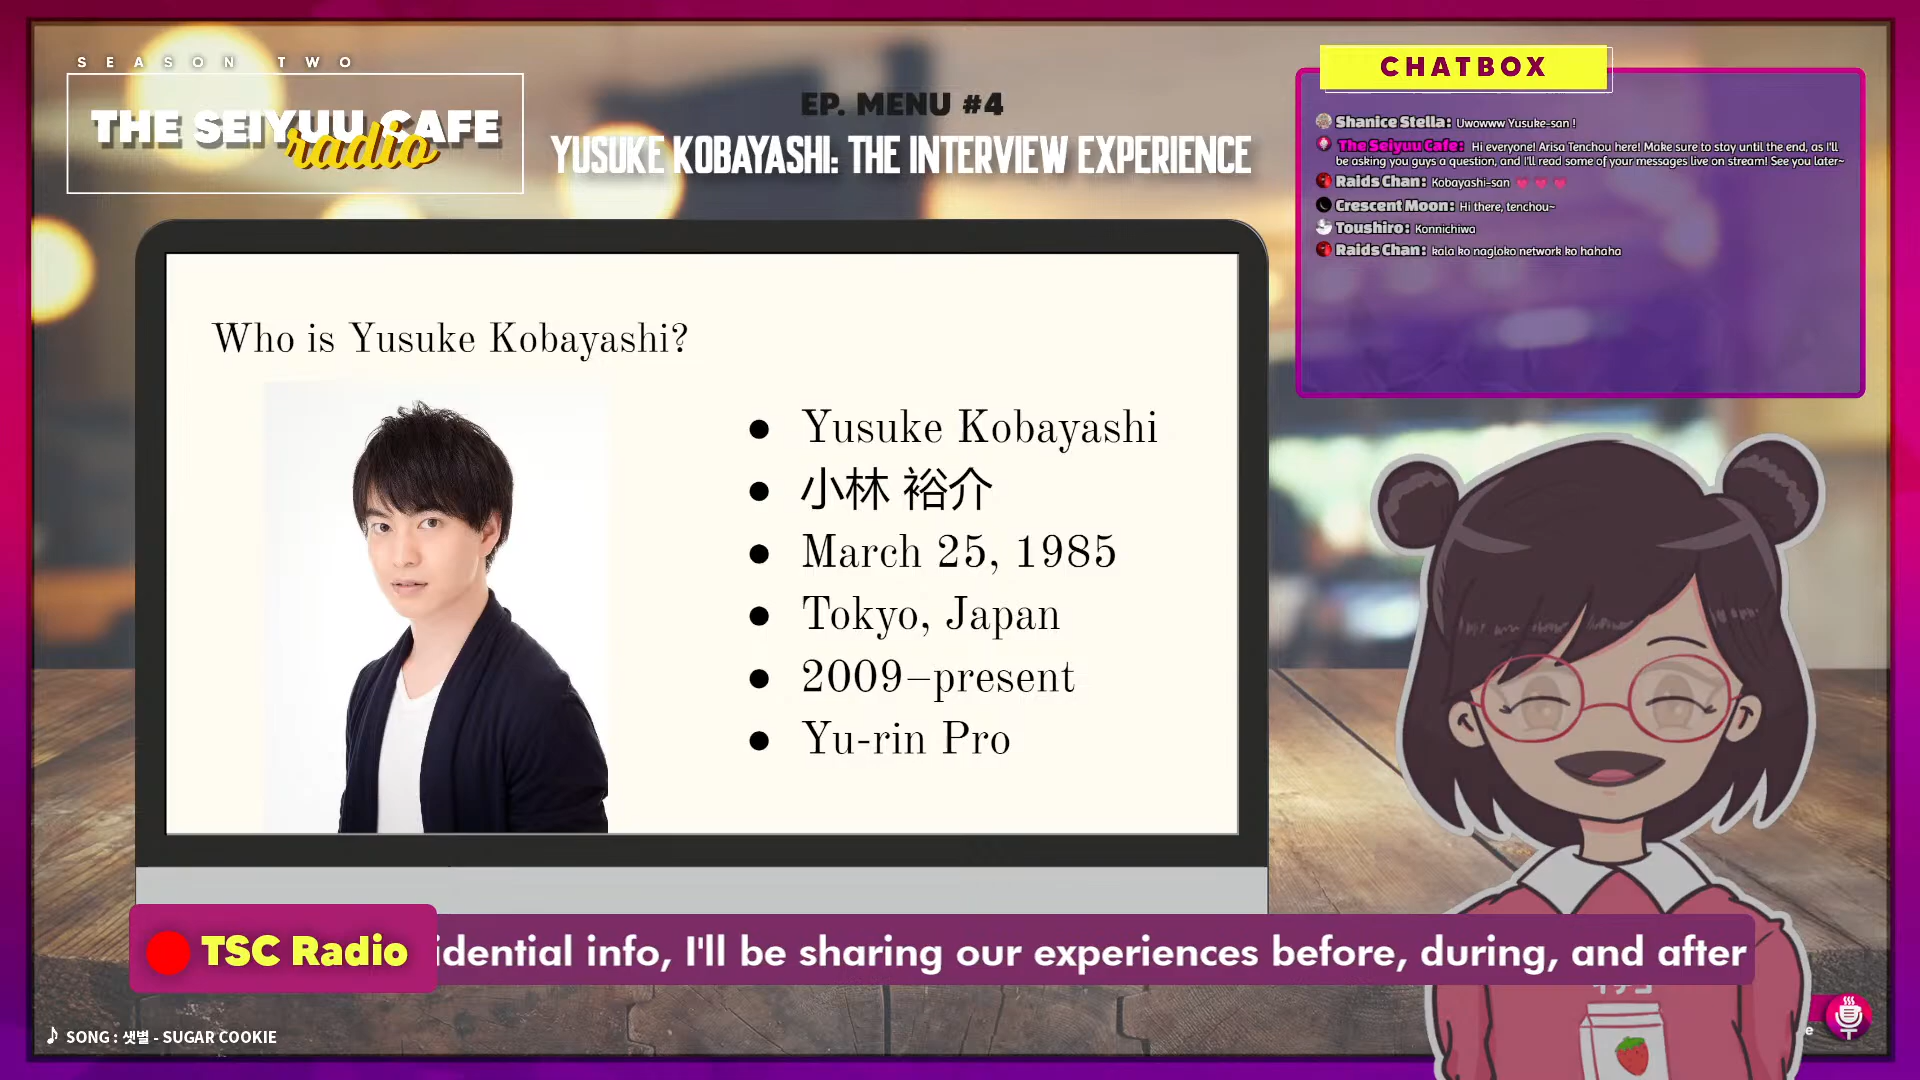 SEASON TWO
THE SEIYUU CAFE
radio
EP. MENU #4
YUSUKE KOBAYASHI: THE INTERVIEW EXPERIENCE
CHATBOX
Shanice Stella: Uwowww Yusuke-san !
The Seiyuu Cafe: Hi everyone! Arisa Tenchou here! Make sure to stay until the end, as I'll
be asking you guys a question, and I'll read some of your messages live on stream! See you later~
Raids Chan: Kobayashi-san
Crescent Moon: Hi there, tenchou~
Toushiro: Konnichiwa
Raids Chan: kala ko nagloko network ko hahaha
Who is Yusuke Kobayashi?
Yusuke Kobayashi
小林 裕介
March 25, 1985
Tokyo, Japan
2009–present
Yu-rin Pro
TSC Radio
idential info, I'll be sharing our experiences before, during, and after
SONG : 샛별 - SUGAR COOKIE
e